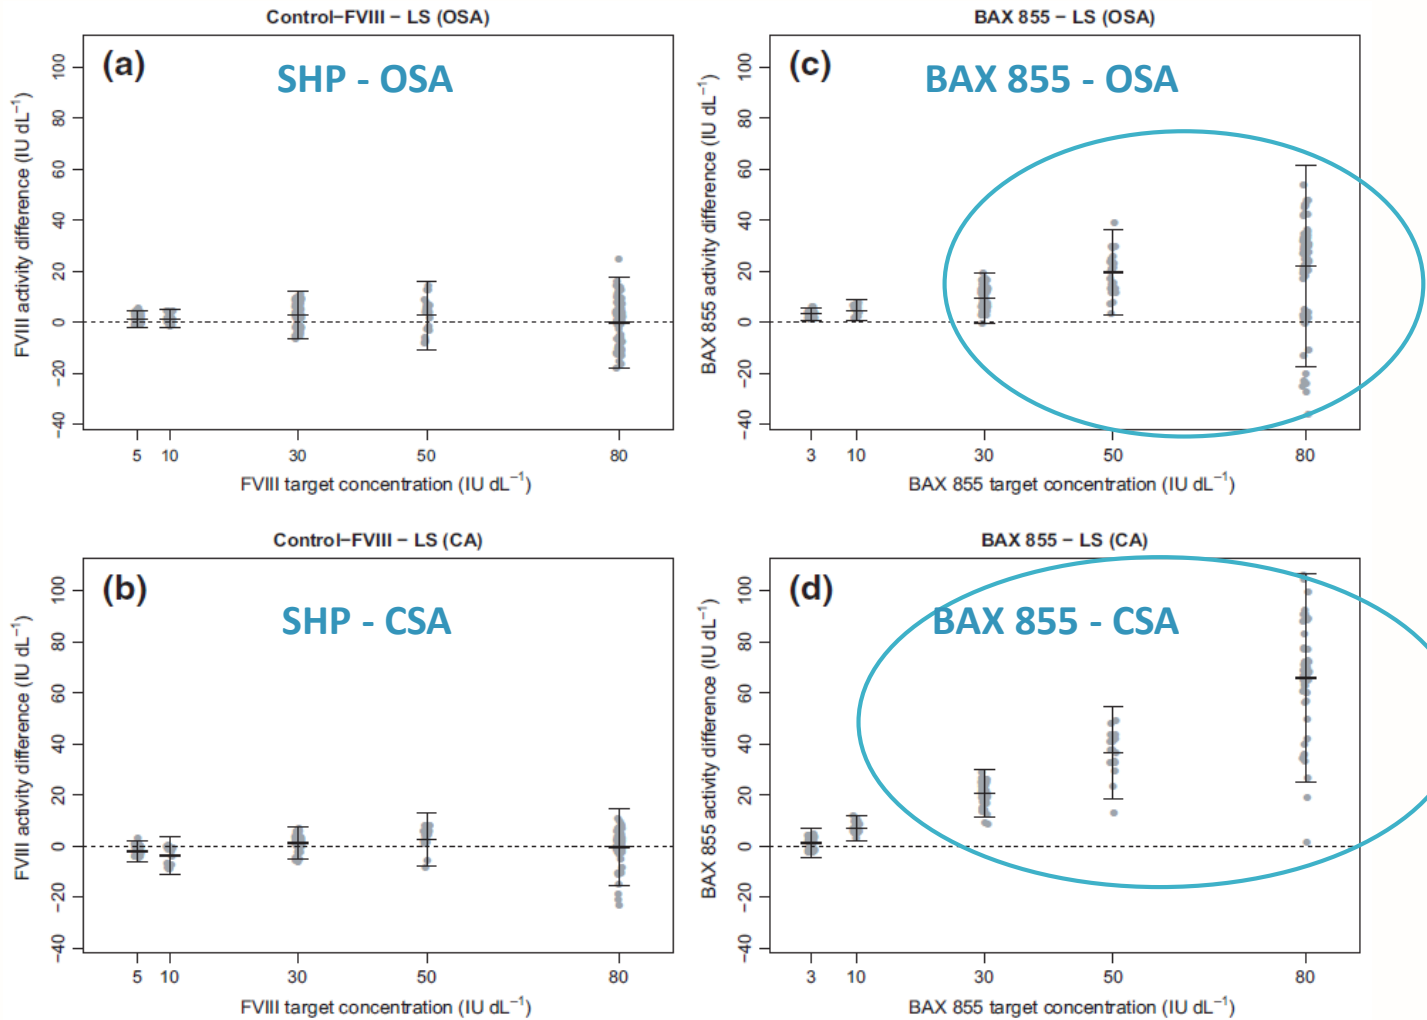 Control−FVIII − LS (OSA)
(a)
SHP - OSA
FVIII activity difference (IU dL⁻¹)
100
80
60
40
20
0
−20
−40
5 10 30 50 80
FVIII target concentration (IU dL⁻¹)
BAX 855 − LS (OSA)
(c)
BAX 855 - OSA
BAX 855 activity difference (IU dL⁻¹)
100
80
60
40
20
0
−20
−40
3 10 30 50 80
BAX 855 target concentration (IU dL⁻¹)
Control−FVIII − LS (CA)
(b)
SHP - CSA
FVIII activity difference (IU dL⁻¹)
100
80
60
40
20
0
−20
−40
5 10 30 50 80
FVIII target concentration (IU dL⁻¹)
BAX 855 − LS (CA)
(d)
BAX 855 - CSA
BAX 855 activity difference (IU dL⁻¹)
100
80
60
40
20
0
−20
−40
3 10 30 50 80
BAX 855 target concentration (IU dL⁻¹)